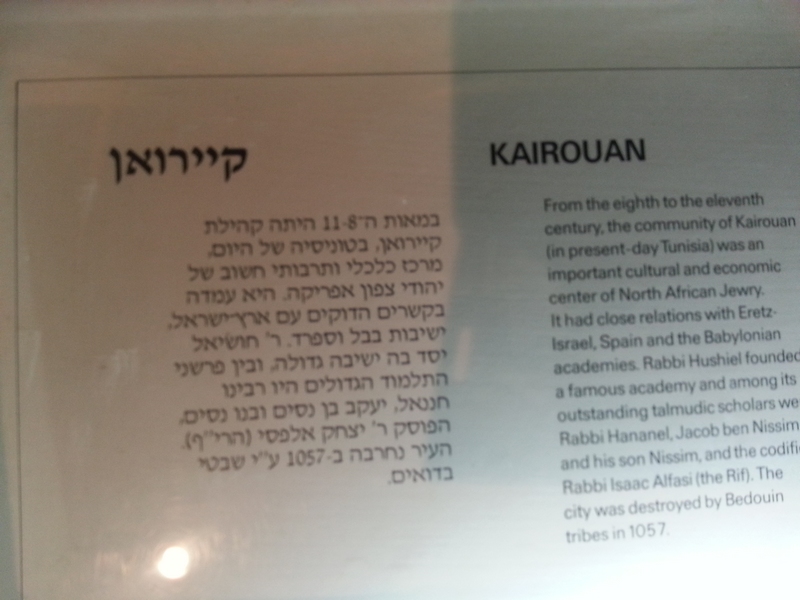 קיירואן
במאות ה־11-8 היתה קהילת
קיירואן, בטוניסיה של היום,
מרכז כלכלי ותרבותי חשוב של
יהודי צפון אפריקה. היא עמדה
בקשרים הדוקים עם ארץ־ישראל,
ישיבות בבל וספרד. ר' חושיאל
יסד בה ישיבה גדולה, ובין פרשני
התלמוד הגדולים היו רבינו
חננאל, יעקב בן נסים ובנו נסים,
הפוסק ר' יצחק אלפסי (הרי"ף).
העיר נחרבה ב-1057 ע"י שבטי
בדואים.
KAIROUAN
From the eighth to the eleventh
century, the community of Kairouan
(in present-day Tunisia) was an
important cultural and economic
center of North African Jewry.
It had close relations with Eretz-
Israel, Spain and the Babylonian
academies. Rabbi Hushiel founded
a famous academy and among its
outstanding talmudic scholars we
Rabbi Hananel, Jacob ben Nissim
and his son Nissim, and the codifi
Rabbi Isaac Alfasi (the Rif). The
city was destroyed by Bedouin
tribes in 1057.